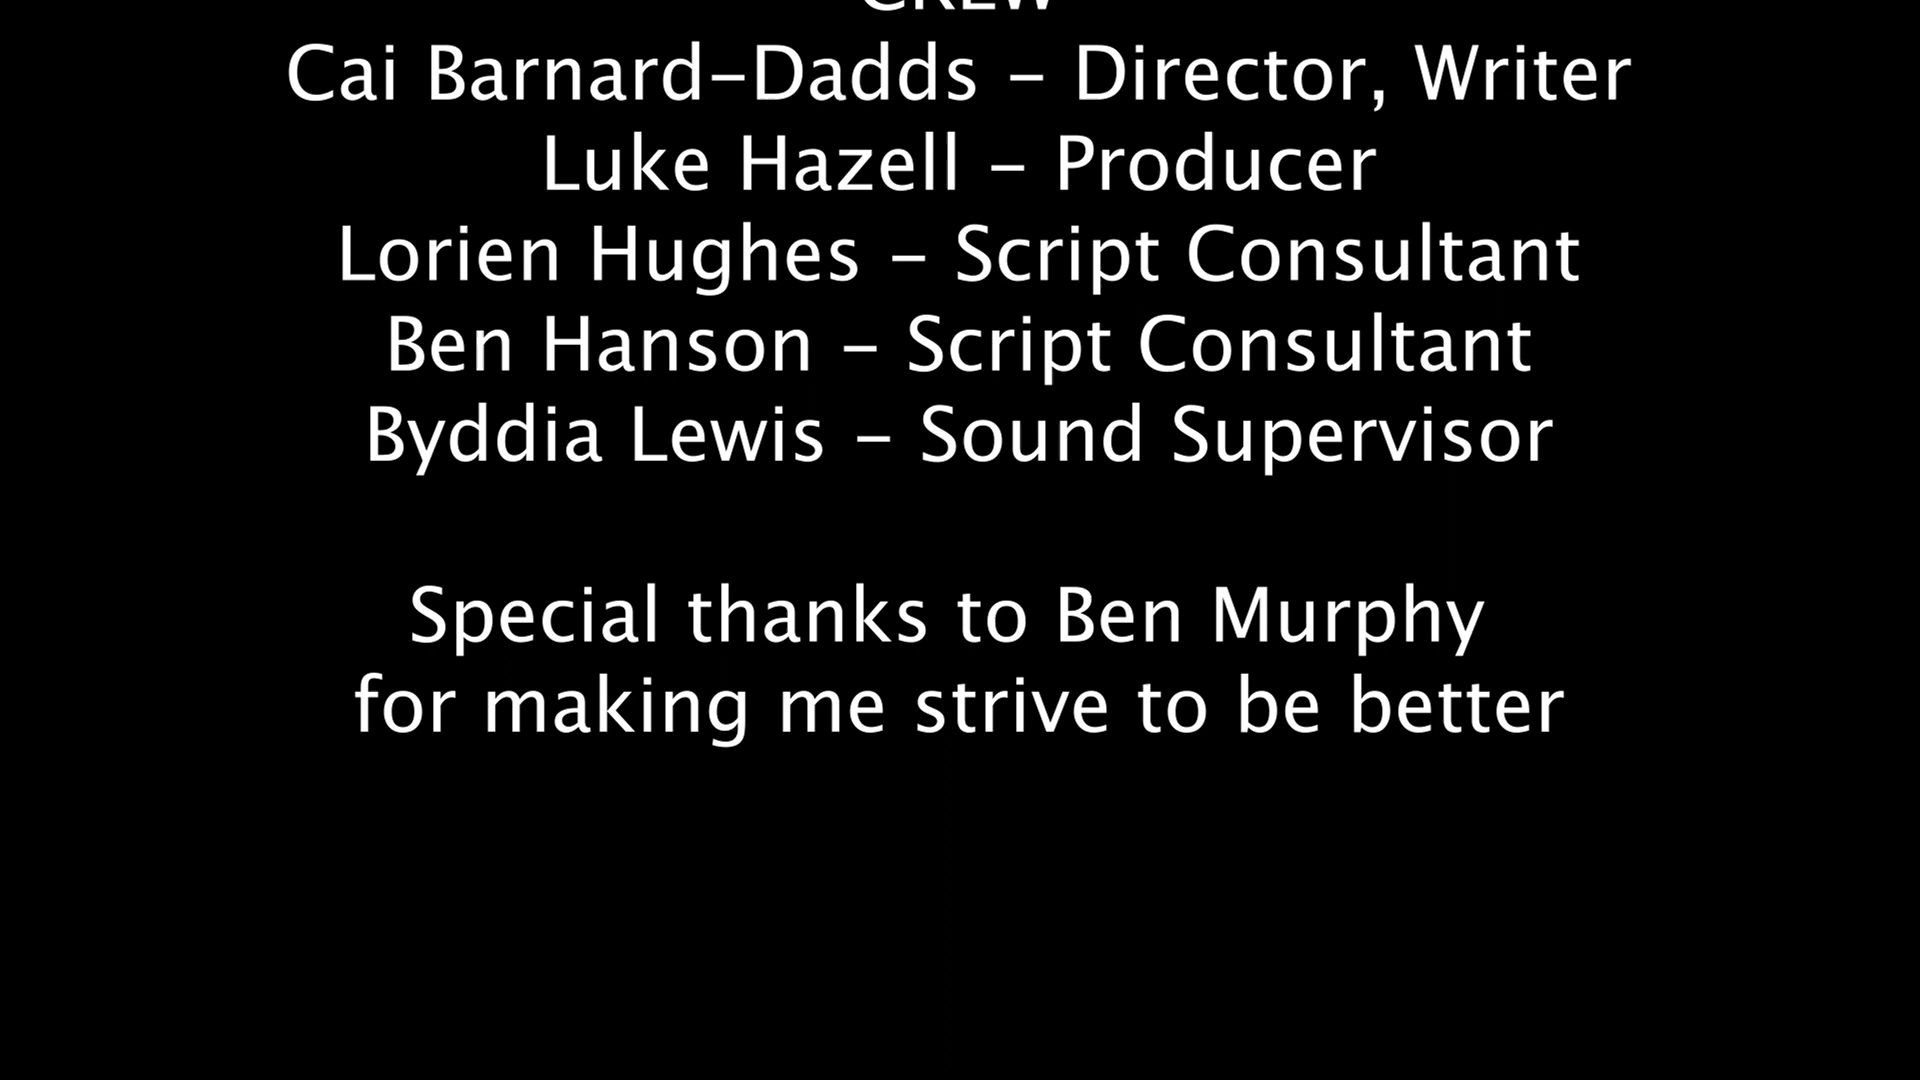 CREW
Cai Barnard-Dadds - Director, Writer
Luke Hazell - Producer
Lorien Hughes - Script Consultant
Ben Hanson - Script Consultant
Byddia Lewis - Sound Supervisor
Special thanks to Ben Murphy
for making me strive to be better